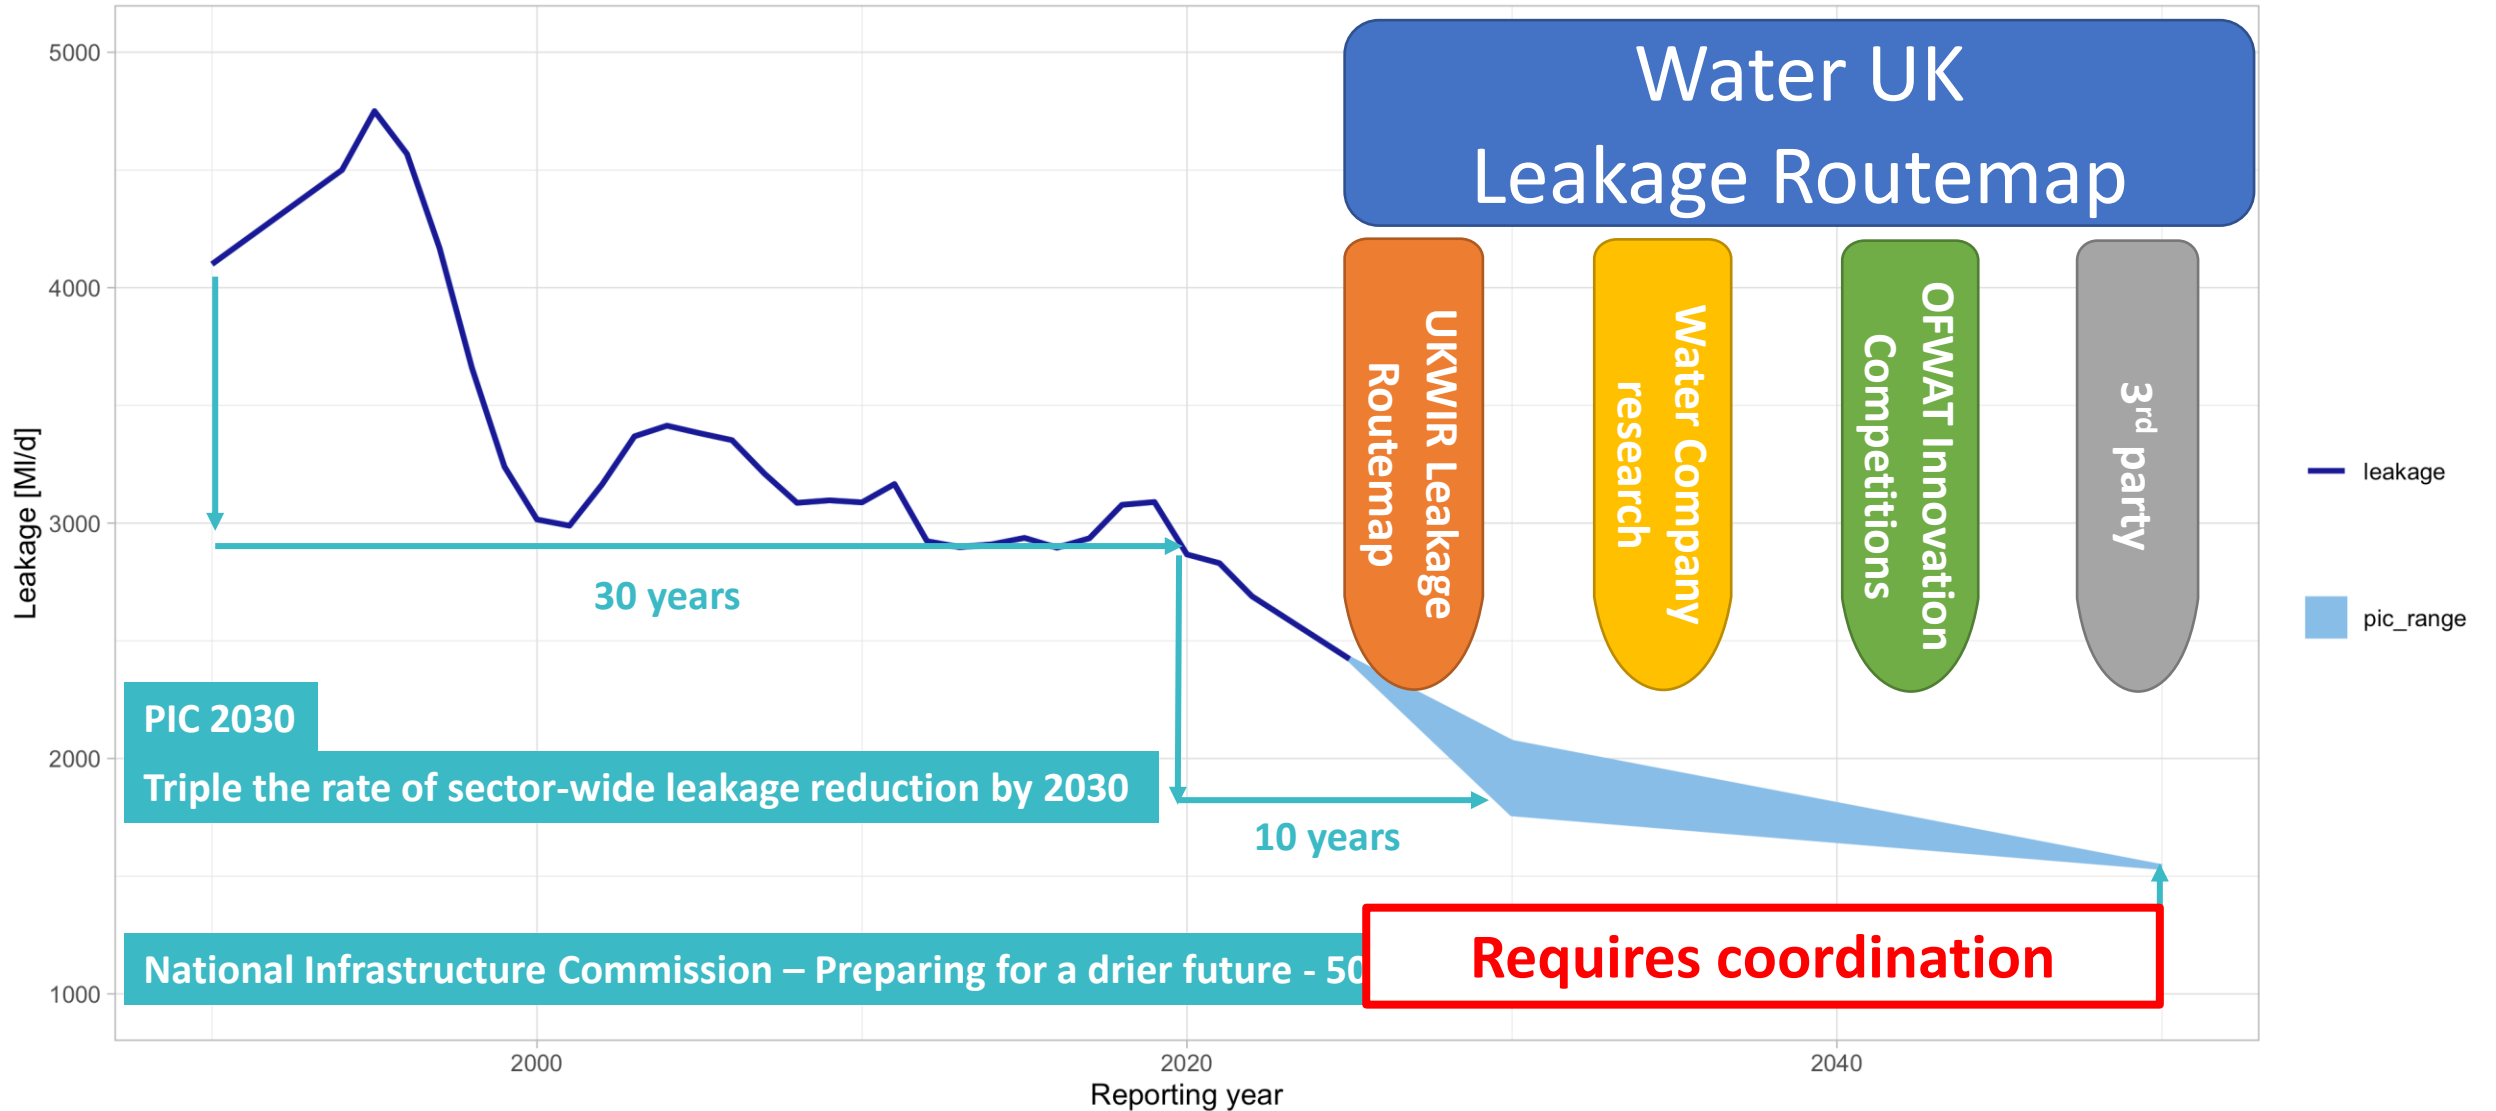 Water UK
Leakage Routemap
UKWIR Leakage
Routemap
Water Company
research
OFWAT Innovation
Competitions
3rd party
5000
4000
3000
2000
1000
Leakage [Ml/d]
30 years
10 years
PIC 2030
Triple the rate of sector-wide leakage reduction by 2030
National Infrastructure Commission – Preparing for a drier future - 50
Requires coordination
2000
2020
2040
Reporting year
leakage
pic_range